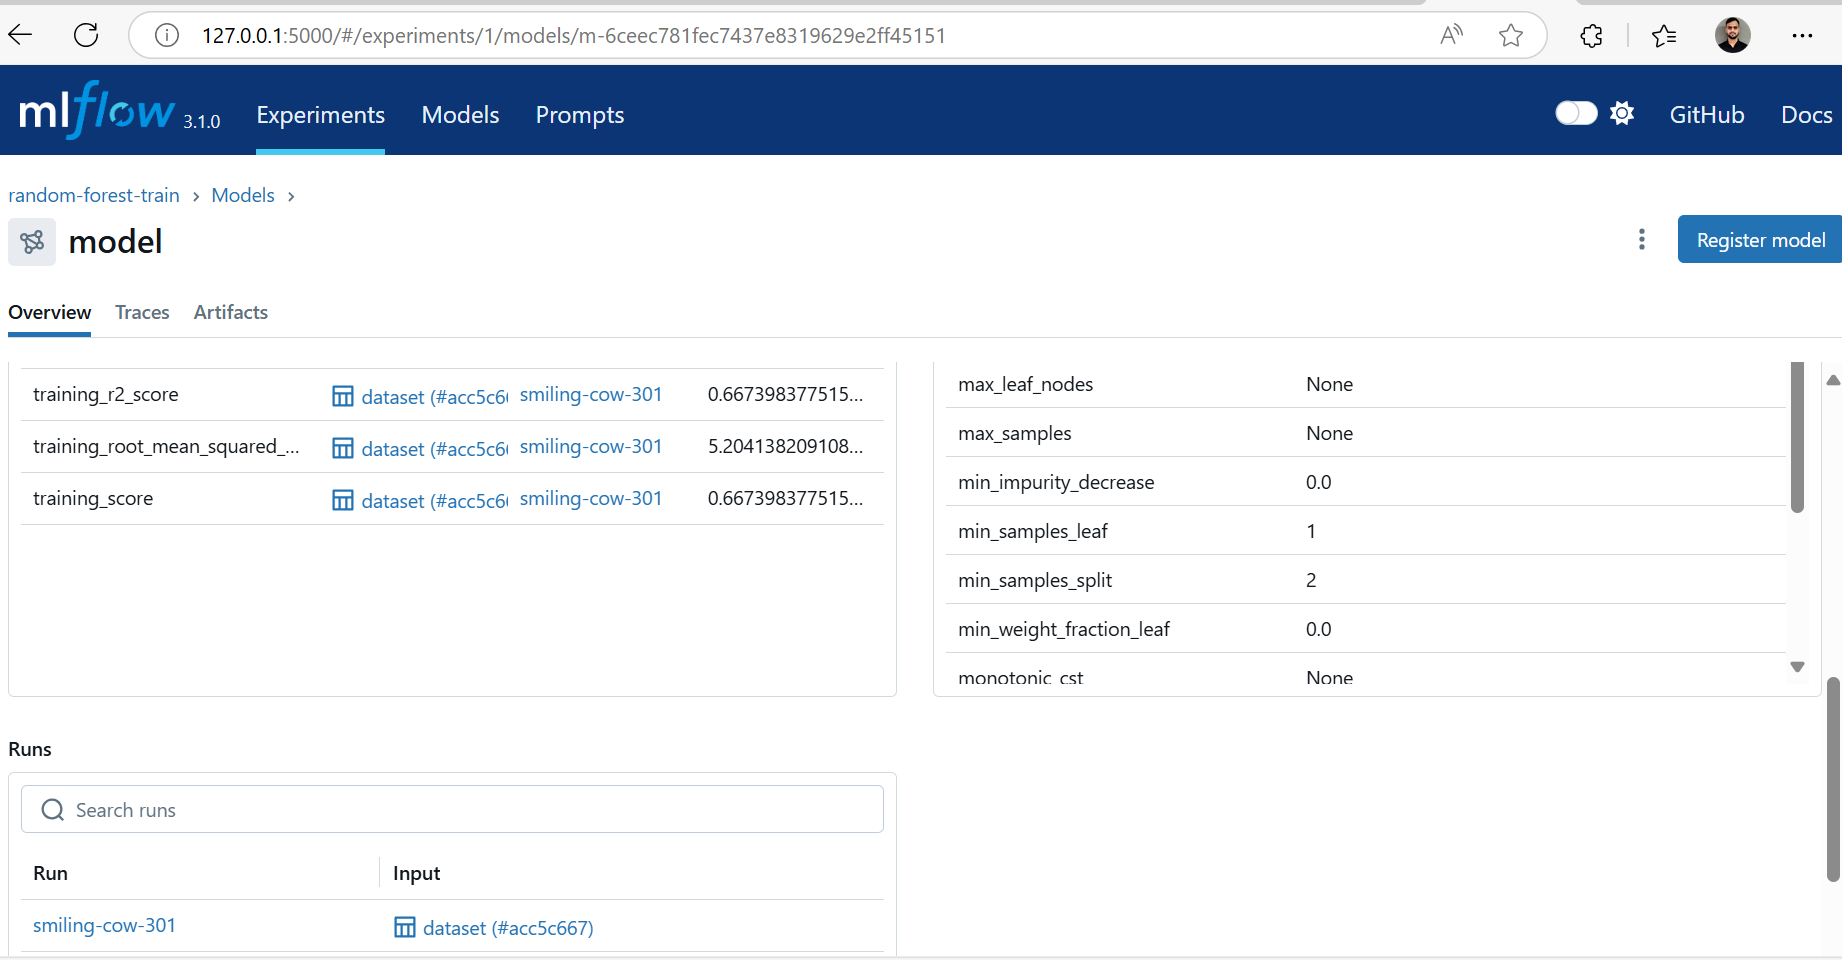 127.0.0.1:5000/#/experiments/1/models/m-6ceec781fec7437e8319629e2ff45151
mlflow 3.1.0 Experiments Models Prompts GitHub Docs
random-forest-train > Models >
model
Register model
Overview Traces Artifacts
training_r2_score dataset (#acc5c6 smiling-cow-301 0.667398377515...
training_root_mean_squared_... dataset (#acc5c6 smiling-cow-301 5.204138209108...
training_score dataset (#acc5c6 smiling-cow-301 0.667398377515...
max_leaf_nodes None
max_samples None
min_impurity_decrease 0.0
min_samples_leaf 1
min_samples_split 2
min_weight_fraction_leaf 0.0
monotonic_cst None
Runs
Search runs
Run Input
smiling-cow-301 dataset (#acc5c667)